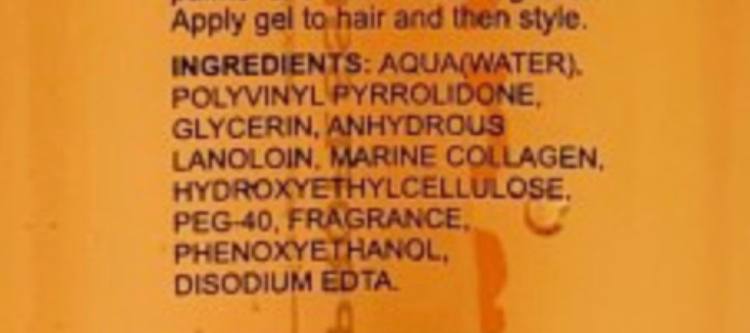 Apply gel to hair and then style.
INGREDIENTS: AQUA(WATER),
POLYVINYL PYRROLIDONE,
GLYCERIN, ANHYDROUS
LANOLOIN, MARINE COLLAGEN,
HYDROXYETHYLCELLULOSE,
PEG-40, FRAGRANCE,
PHENOXYETHANOL,
DISODIUM EDTA.